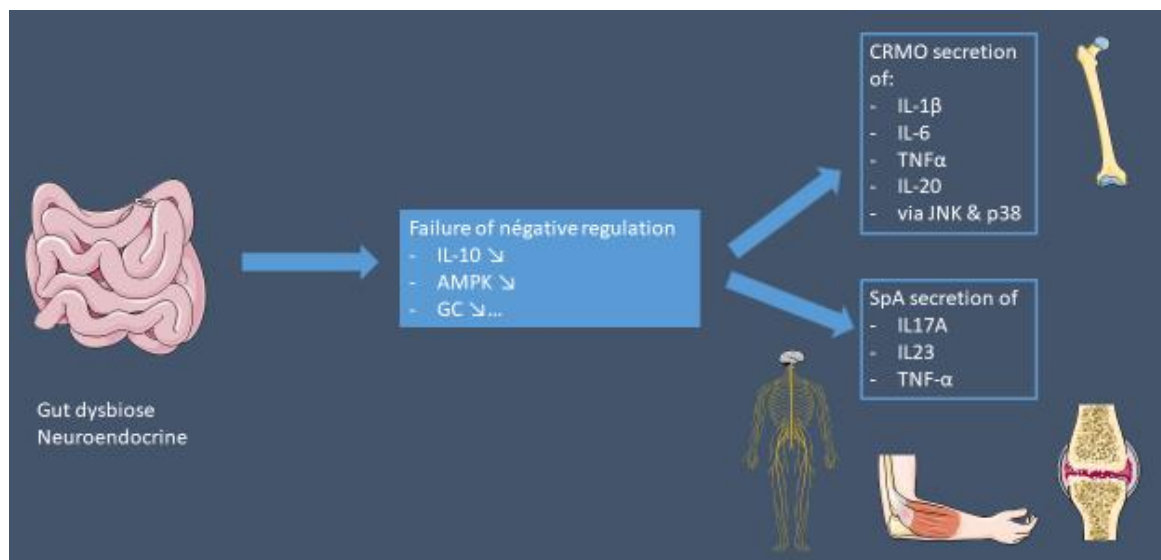 Gut dysbiose
Neuroendocrine
Failure of négative regulation
- IL-10 ↘
- AMPK ↘
- GC ↘...
CRMO secretion
of:
- IL-1β
- IL-6
- TNFα
- IL-20
- via JNK & p38
SpA secretion of
- IL17A
- IL23
- TNF-α